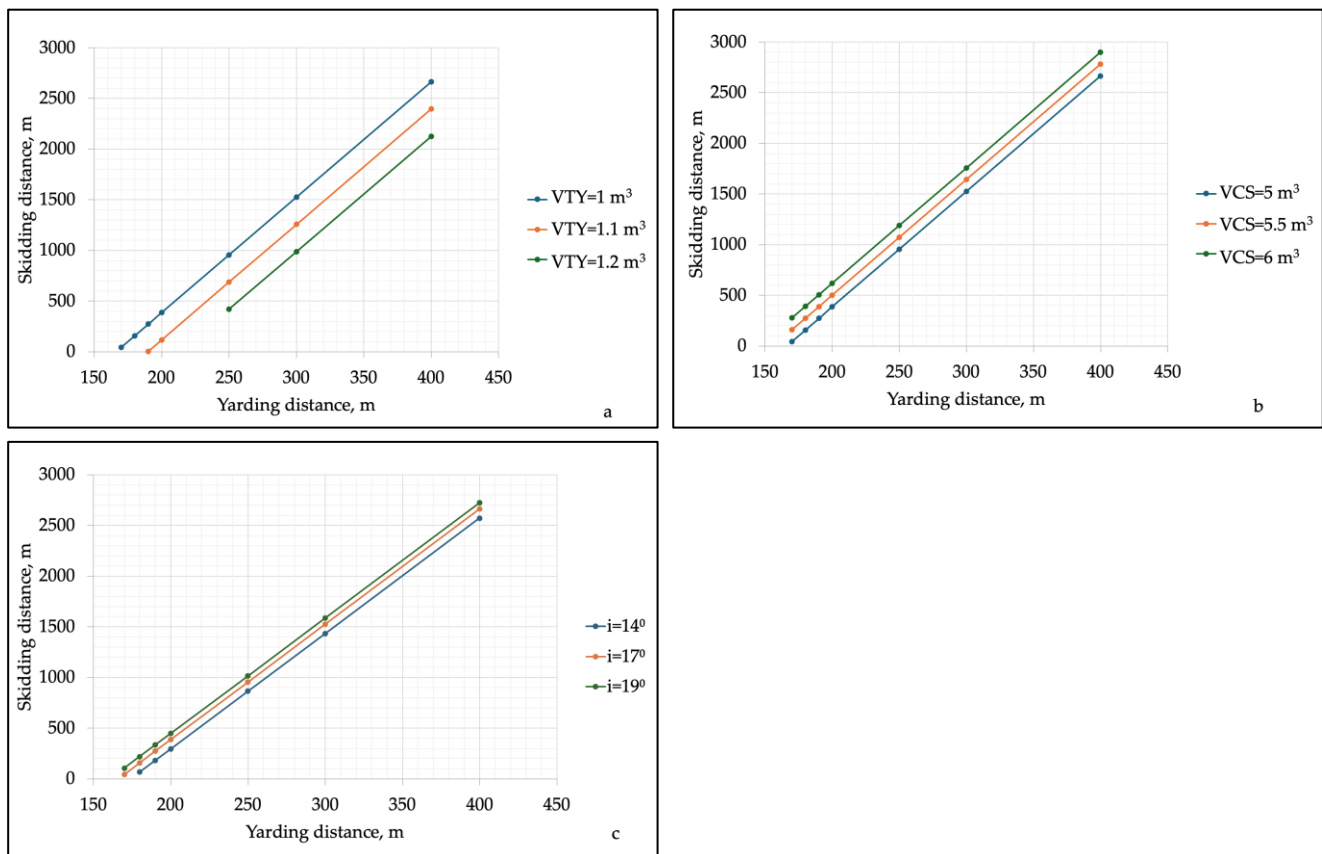 3000
2500
2000
1500
1000
500
0
Skidding distance, m
150 200 250 300 350 400 450
Yarding distance, m
VTY=1 m³
VTY=1.1 m³
VTY=1.2 m³
a
3000
2500
2000
1500
1000
500
0
Skidding distance, m
150 200 250 300 350 400 450
Yarding distance, m
VCS=5 m³
VCS=5.5 m³
VCS=6 m³
b
3000
2500
2000
1500
1000
500
0
Skidding distance, m
150 200 250 300 350 400 450
Yarding distance, m
i=14⁰
i=17⁰
i=19⁰
c